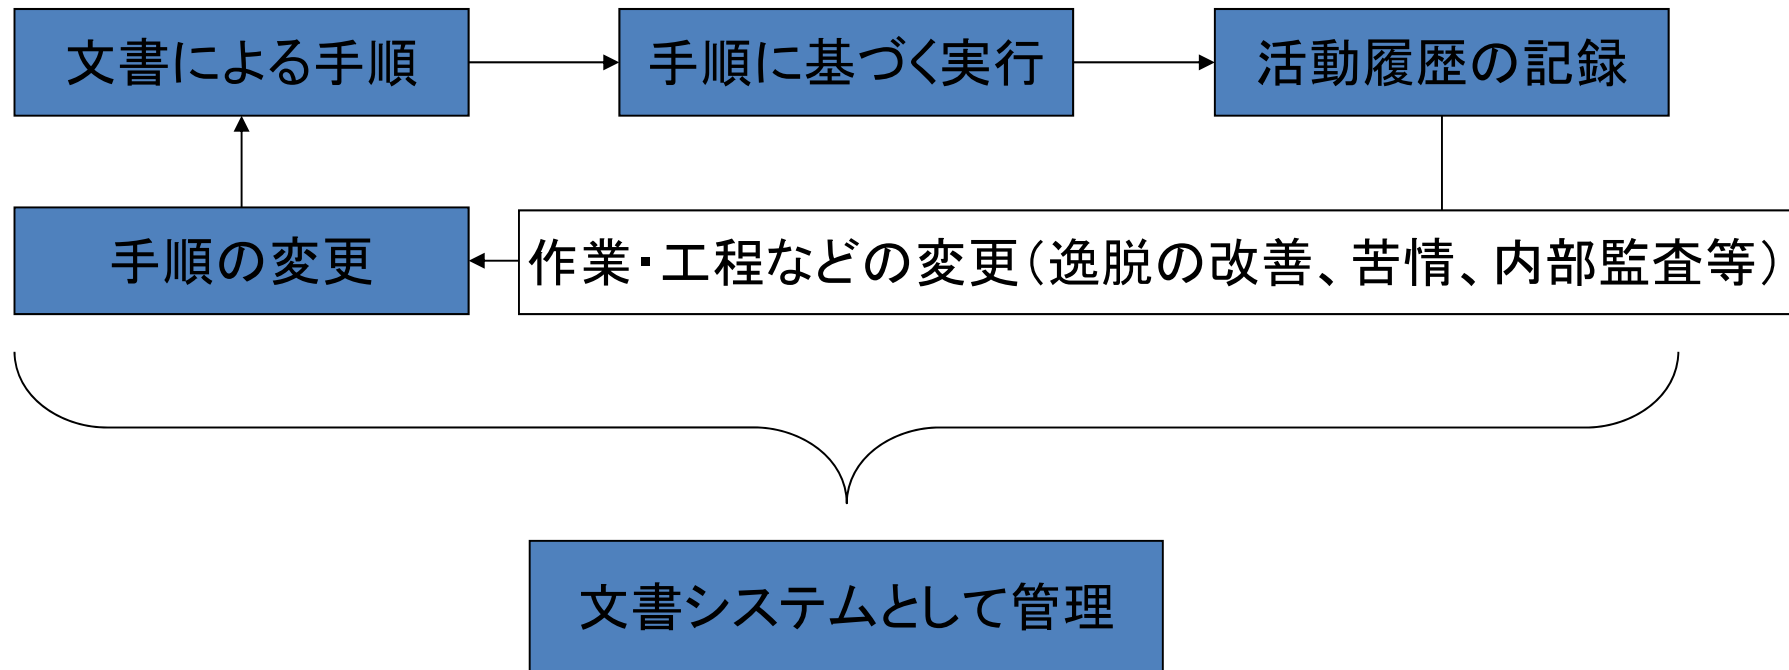 文書による手順
手順に基づく実行
活動履歴の記録
手順の変更
作業・工程などの変更（逸脱の改善、苦情、内部監査等）
文書システムとして管理